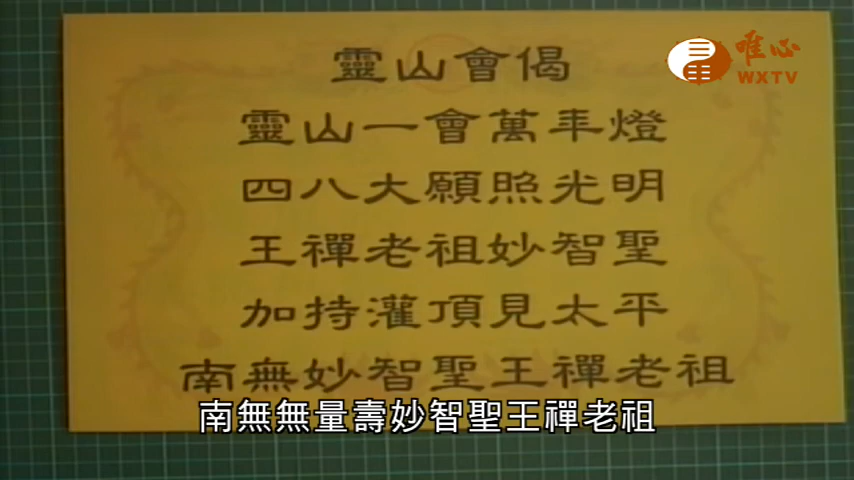 靈山會偈
靈山一會萬年燈
四八大願照光明
王禪老祖妙智聖
加持灌頂見太平
南無妙智聖王禪老祖
南無無量壽妙智聖王禪老祖
唯心
WXTV